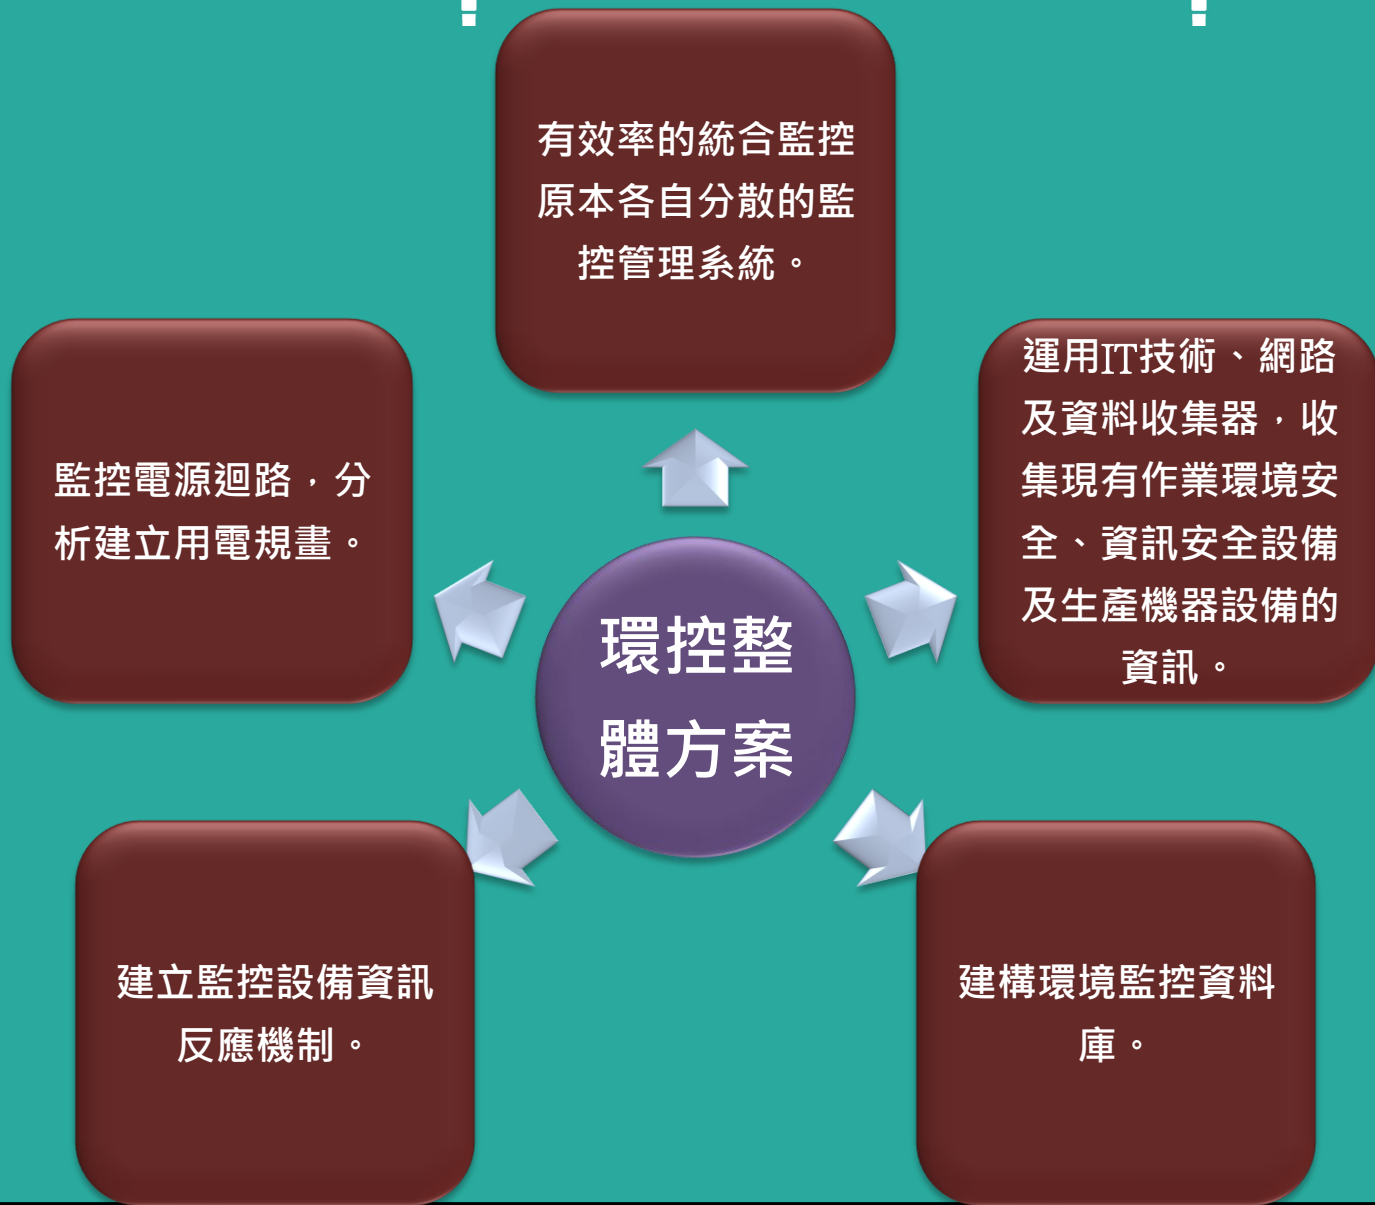 有效率的統合監控
原本各自分散的監
控管理系統。
運用IT技術、網路
及資料收集器，收
集現有作業環境安
全、資訊安全設備
及生產機器設備的
資訊。
監控電源迴路，分
析建立用電規畫。
環控整
體方案
建立監控設備資訊
反應機制。
建構環境監控資料
庫。